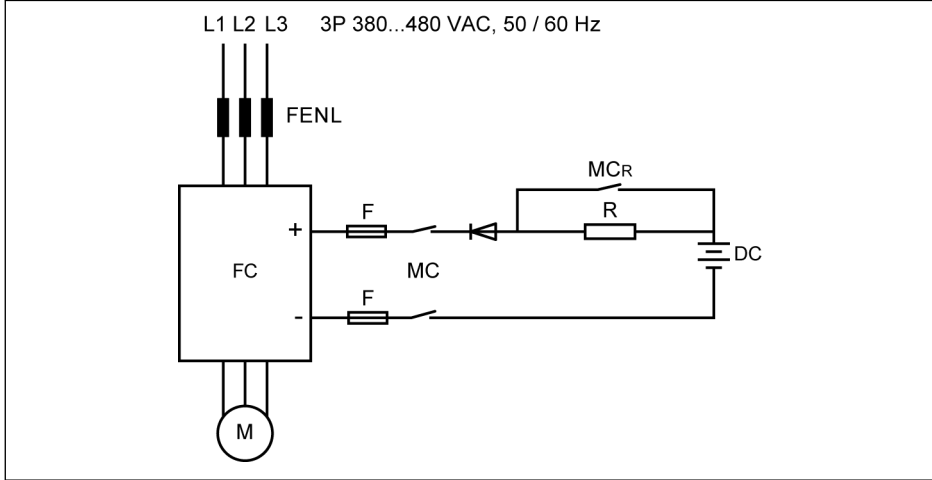 L1 L2 L3 3P 380...480 VAC, 50 / 60 Hz
FENL
MCR
F
R
+
DC
FC
MC
F
-
M